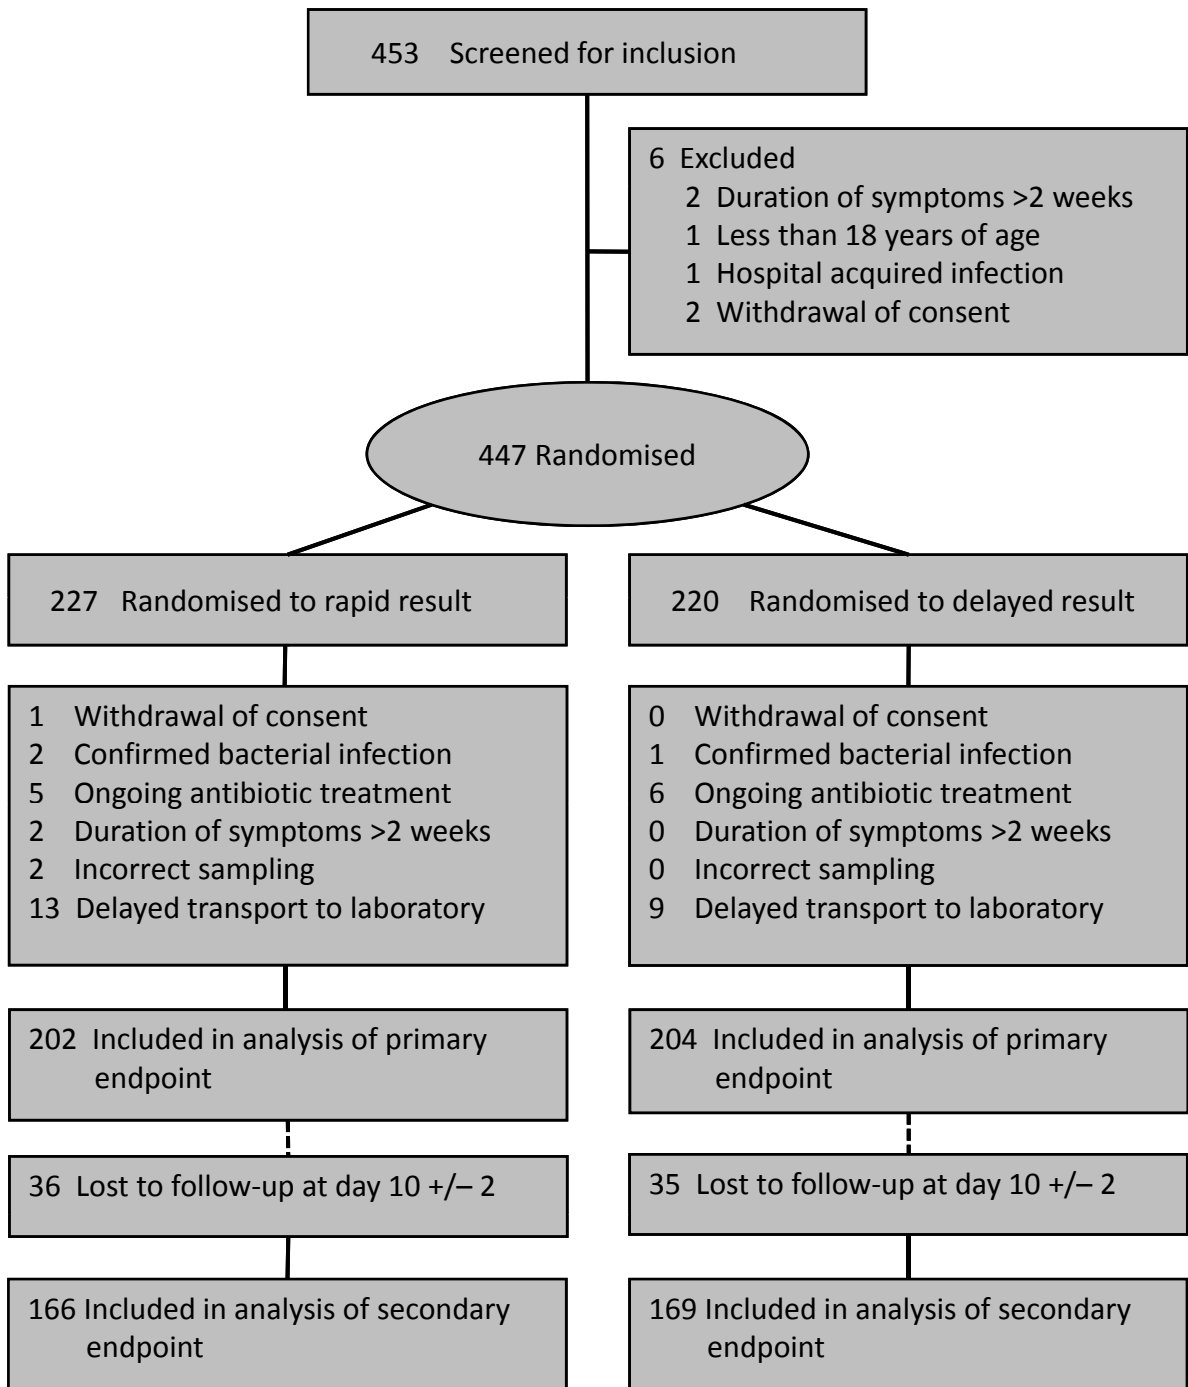 453 Screened for inclusion
6 Excluded
2 Duration of symptoms >2 weeks
1 Less than 18 years of age
1 Hospital acquired infection
2 Withdrawal of consent
447 Randomised
227 Randomised to rapid result
220 Randomised to delayed result
1 Withdrawal of consent
2 Confirmed bacterial infection
5 Ongoing antibiotic treatment
2 Duration of symptoms >2 weeks
2 Incorrect sampling
13 Delayed transport to laboratory
0 Withdrawal of consent
1 Confirmed bacterial infection
6 Ongoing antibiotic treatment
0 Duration of symptoms >2 weeks
0 Incorrect sampling
9 Delayed transport to laboratory
202 Included in analysis of primary
endpoint
204 Included in analysis of primary
endpoint
36 Lost to follow-up at day 10 +/– 2
35 Lost to follow-up at day 10 +/– 2
166 Included in analysis of secondary
endpoint
169 Included in analysis of secondary
endpoint